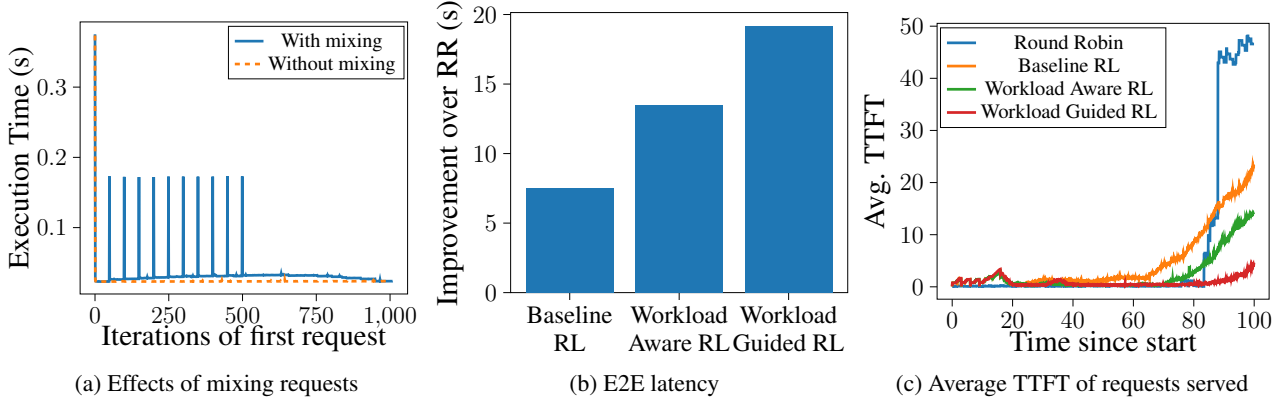 Execution Time (s)
0.3
0.2
0.1
With mixing
Without mixing
0
250
500
750
1,000
Iterations of first request
(a) Effects of mixing requests
Improvement over RR (s)
20
15
10
5
0
Baseline
RL
Workload
Aware RL
Workload
Guided RL
(b) E2E latency
Avg. TTFT
50
40
30
20
10
0
Round Robin
Baseline RL
Workload Aware RL
Workload Guided RL
0
20
40
60
80
100
Time since start
(c) Average TTFT of requests served